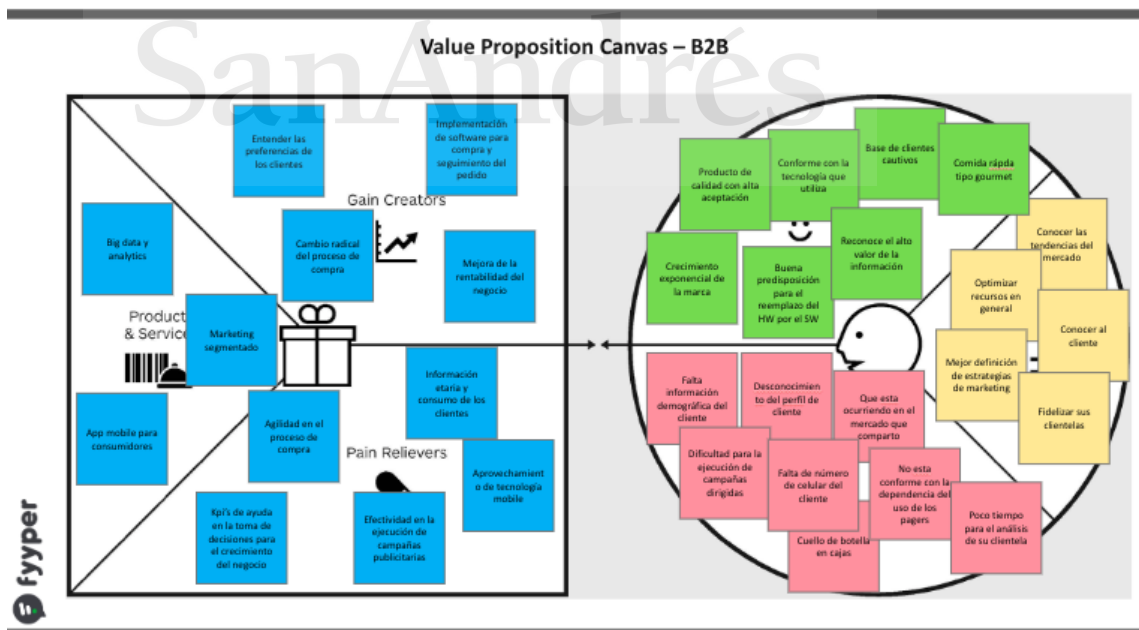 SanAndrés
Value Proposition Canvas – B2B
Entender las
preferencias de
los clientes
Implementación
de software para
compra y
seguimiento del
pedido
Gain Creators
Big data y
analytics
Cambio radical
del proceso de
compra
Mejora de la
rentabilidad del
negocio
Product
& Service
Marketing
segmentado
Información
etaria y
consumo de los
clientes
App mobile para
consumidores
Agilidad en el
proceso de
compra
Pain Relievers
Aprovechamient
o de tecnología
mobile
Kpi's de ayuda
en la toma de
decisiones para
el crecimiento
del negocio
Efectividad en la
ejecución de
campañas
publicitarias
Producto de
calidad con alta
aceptación
Conforme con la
tecnología que
utiliza
Base de clientes
cautivos
Comida rápda
tipo gourmet
Crecimiento
exponencial de
la marca
Buena
predisposición
para el
reemplazo del
HW por el SW
Reconoce el alto
valor de la
información
Conocer las
tendencias del
mercado
Optimizar
recursos en
general
Conocer al
cliente
Mejor definición
de estrategias
de marketing
Fidelizar sus
clientelas
Falta
información
demográfica del
cliente
Desconocimien
to del perfil de
cliente
Que esta
ocurriendo en el
mercado que
comparto
Dificultad para la
ejecución de
campañas
dirigidas
Falta de número
de celular del
cliente
No esta
conforme con la
dependencia del
uso de los
pagers
Cuello de botella
en cajas
Poco tiempo
para el análisis
de su clientela
fyyper